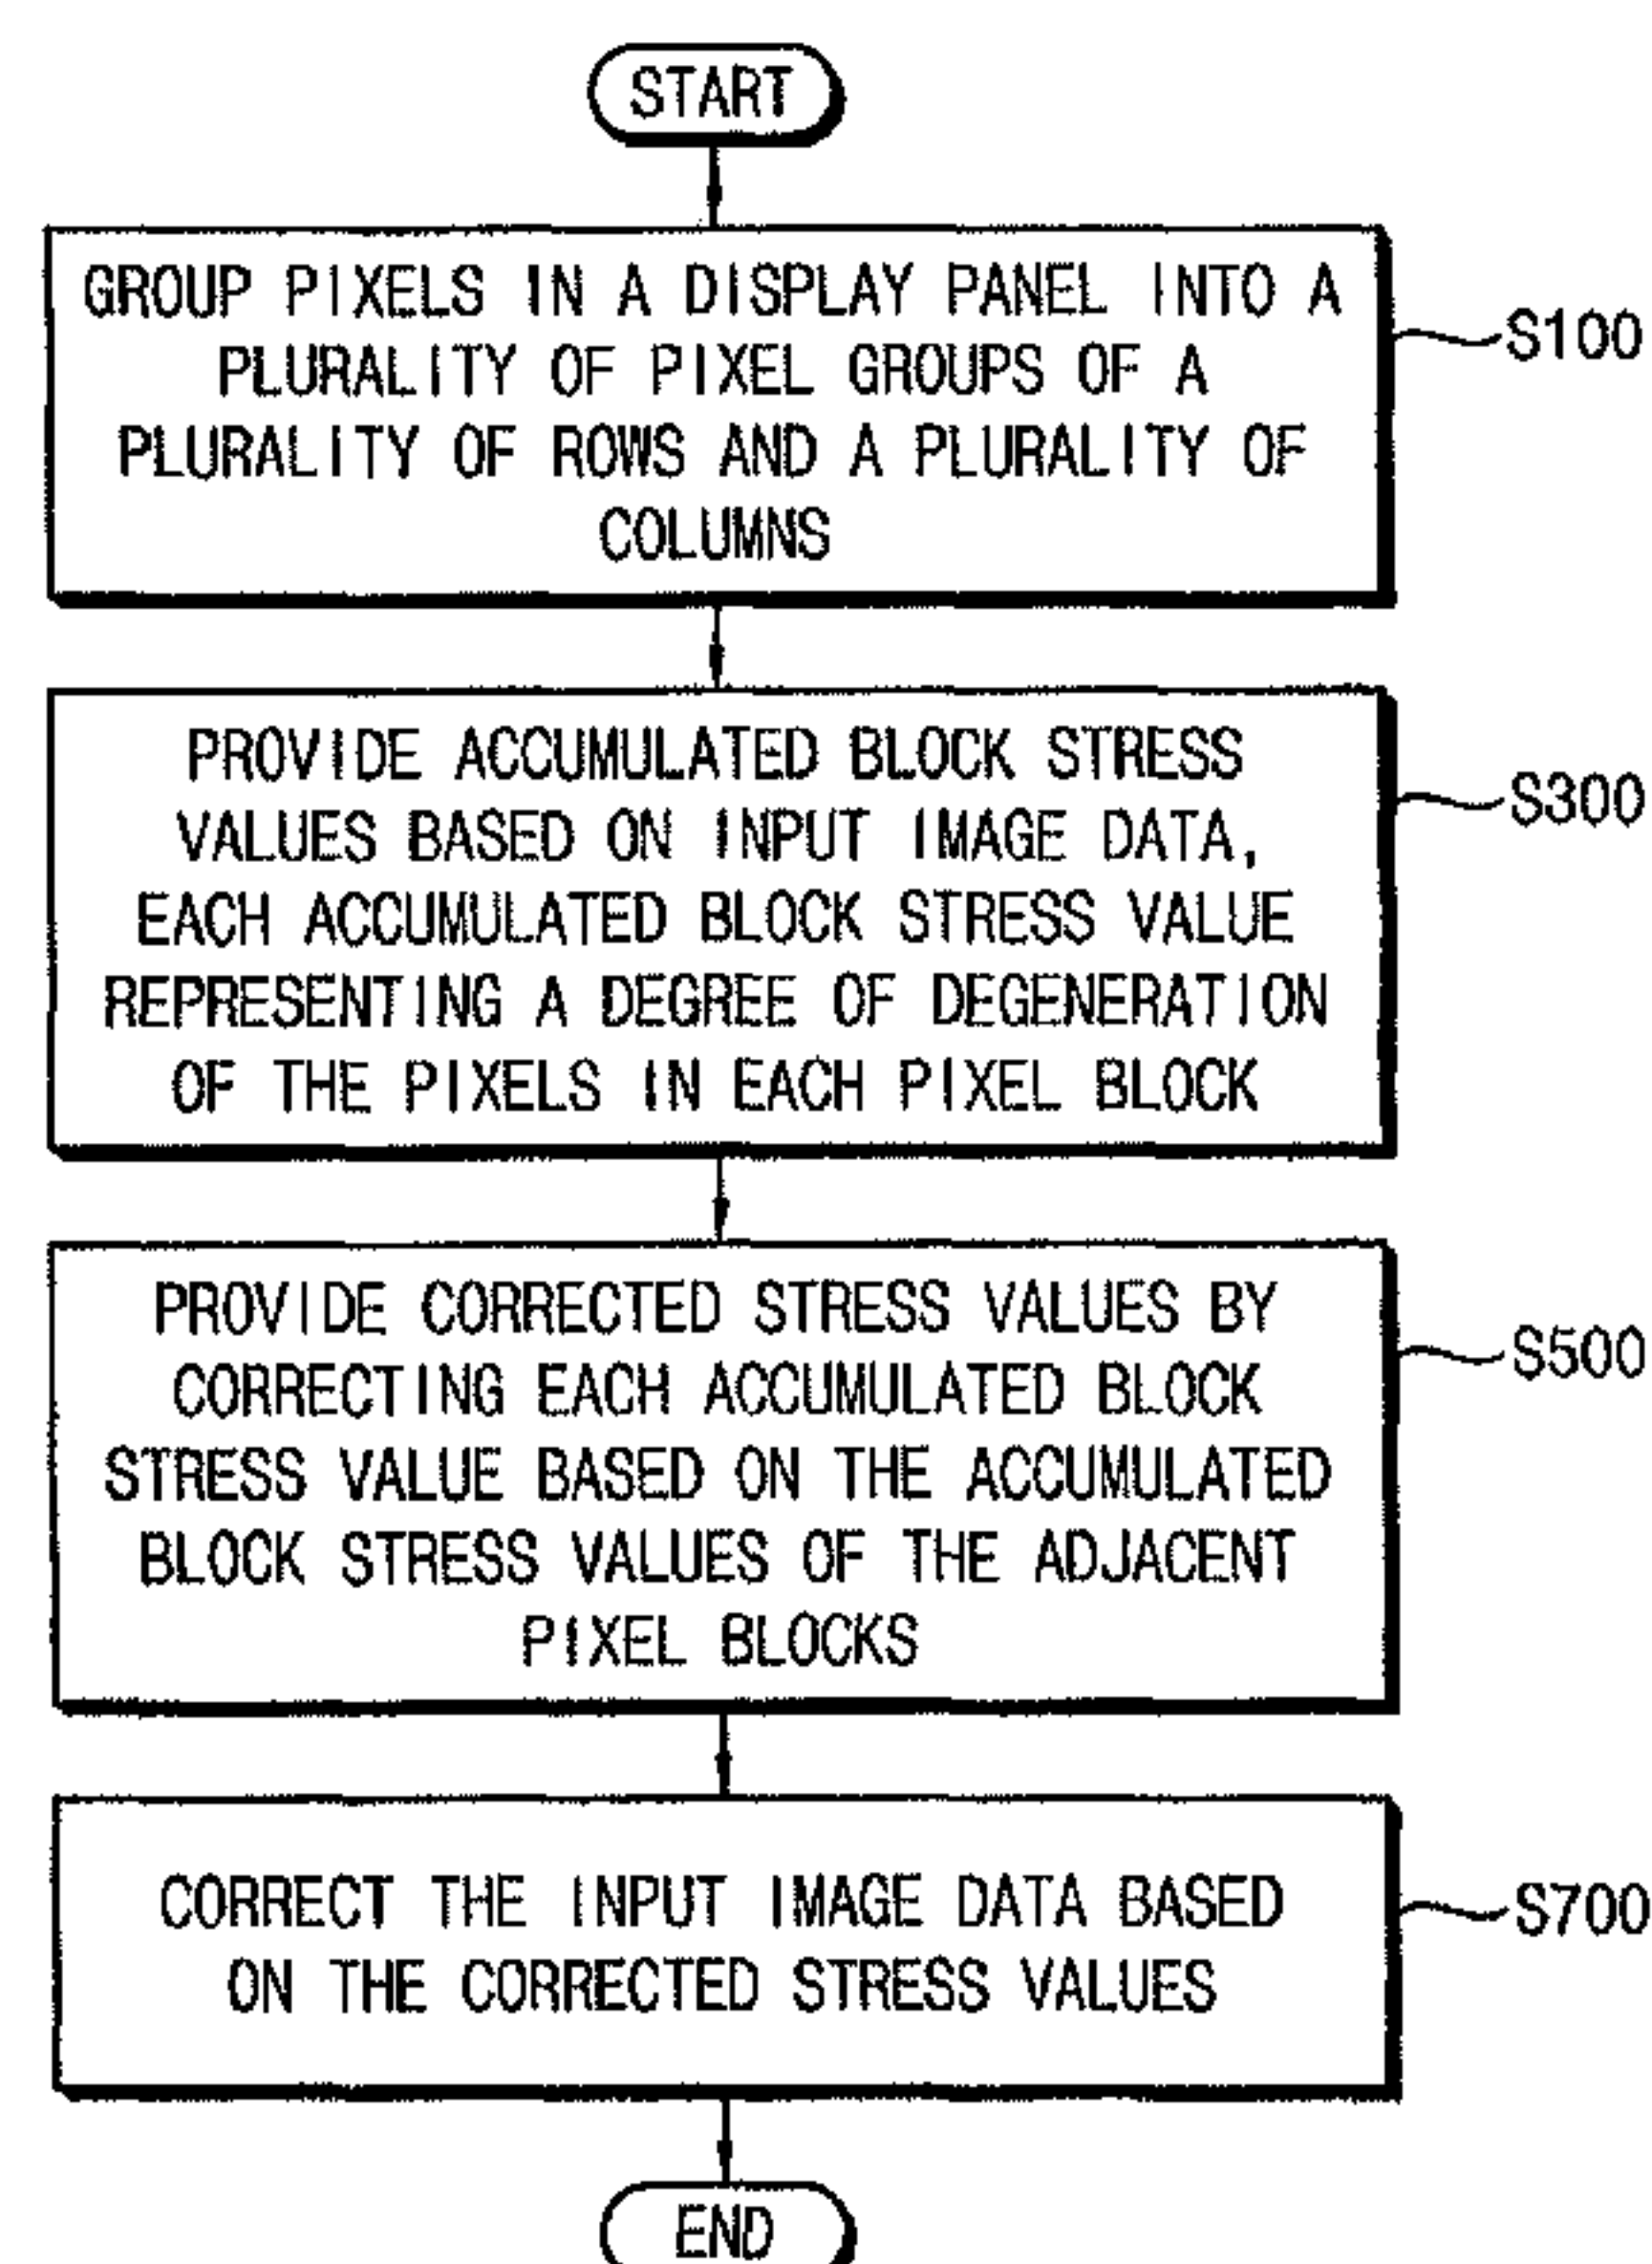 START
GROUP PIXELS IN A DISPLAY PANEL INTO A
PLURALITY OF PIXEL GROUPS OF A
PLURALITY OF ROWS AND A PLURALITY OF
COLUMNS
S100
PROVIDE ACCUMULATED BLOCK STRESS
VALUES BASED ON INPUT IMAGE DATA,
EACH ACCUMULATED BLOCK STRESS VALUE
REPRESENTING A DEGREE OF DEGENERATION
OF THE PIXELS IN EACH PIXEL BLOCK
S300
PROVIDE CORRECTED STRESS VALUES BY
CORRECTING EACH ACCUMULATED BLOCK
STRESS VALUE BASED ON THE ACCUMULATED
BLOCK STRESS VALUES OF THE ADJACENT
PIXEL BLOCKS
S500
CORRECT THE INPUT IMAGE DATA BASED
ON THE CORRECTED STRESS VALUES
S700
END